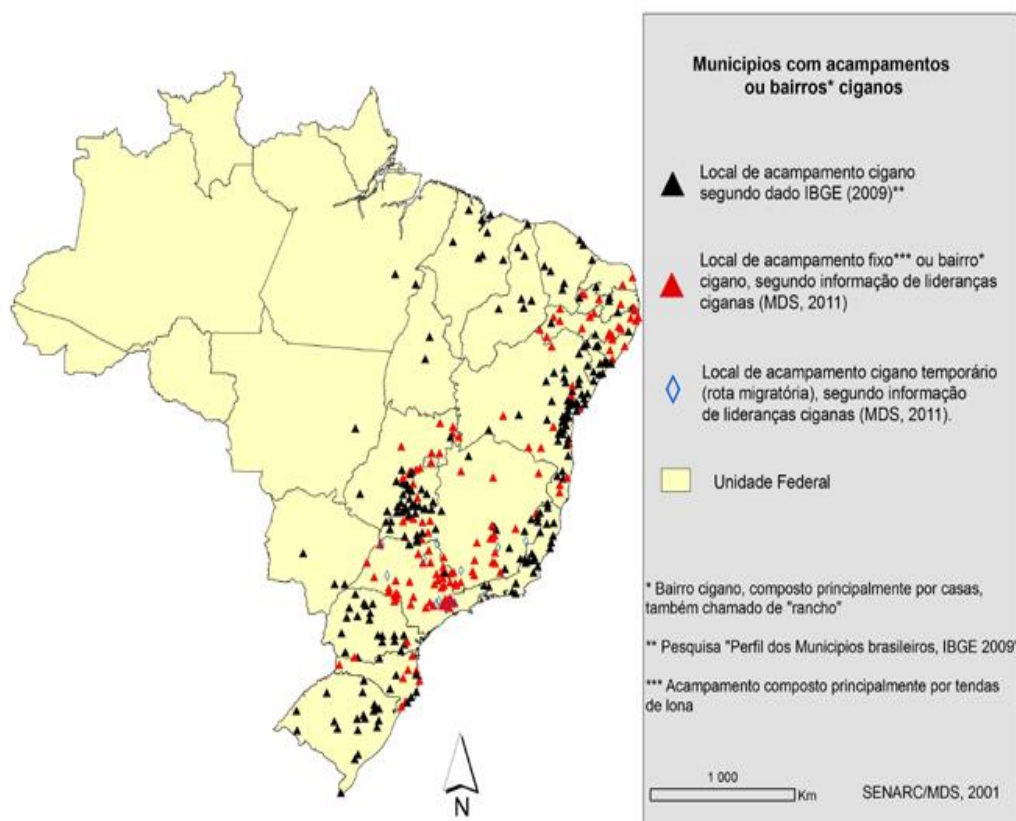 Municipios com acampamentos
ou bairros* ciganos
Local de acampamento cigano
segundo dado IBGE (2009)**
Local de acampamento fixo*** ou bairro*
cigano, segundo informação de lideranças
ciganas (MDS, 2011)
Local de acampamento cigano temporário
(rota migratória), segundo informação
de lideranças ciganas (MDS, 2011).
Unidade Federal
* Bairro cigano, composto principalmente por casas,
também chamado de "rancho"
** Pesquisa "Perfil dos Municipios brasileiros, IBGE 2009"
*** Acampamento composto principalmente por tendas
de lona
1 000
Km
SENARC/MDS, 2001
N